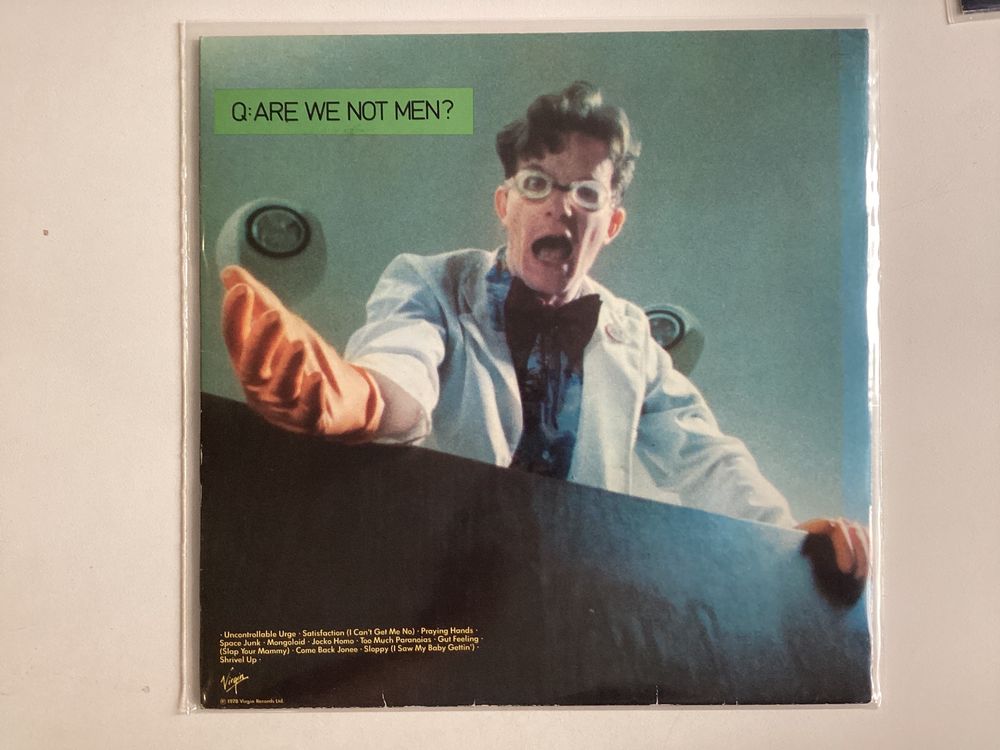 Q: ARE WE NOT MEN?
· Uncontrollable Urge · Satisfaction (I Can't Get Me No) · Praying Hands ·
Space Junk · Mongoloid · Jocko Homo · Too Much Paranoias · Gut Feeling
(Slap Your Mammy) · Come Back Jonee · Sloppy (I Saw My Baby Gettin') ·
Shrivel Up ·
Virgin
℗ 1978 Virgin Records Ltd.